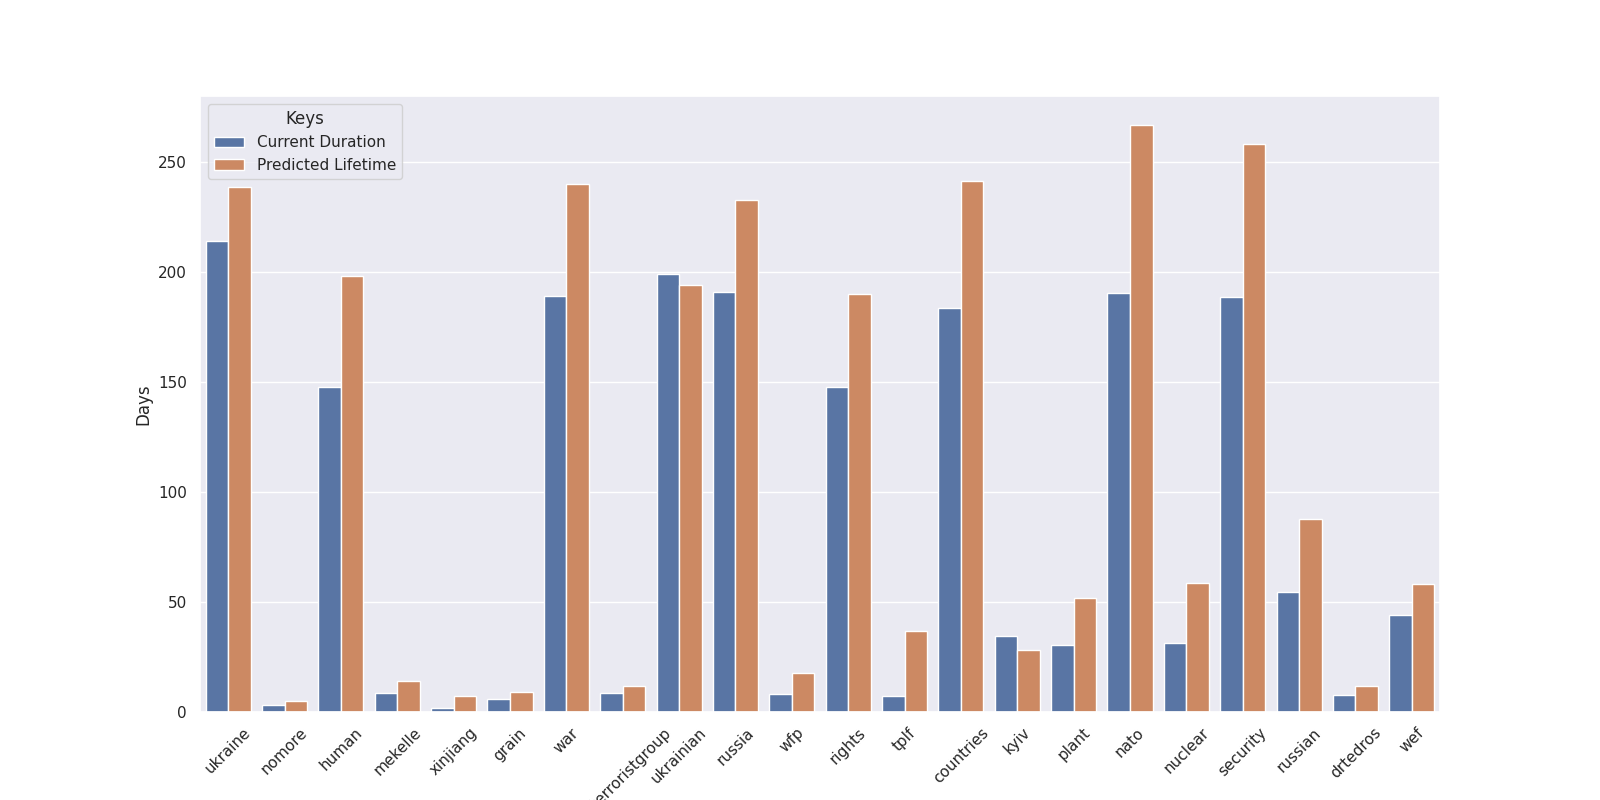 Keys
Current Duration
Predicted Lifetime
Days
250
200
150
100
50
0
ukraine
nomore
human
mekelle
xinjiang
grain
war
erroristgroup
ukrainian
russia
wfp
rights
tplf
countries
kyiv
plant
nato
nuclear
security
russian
drtedros
wef